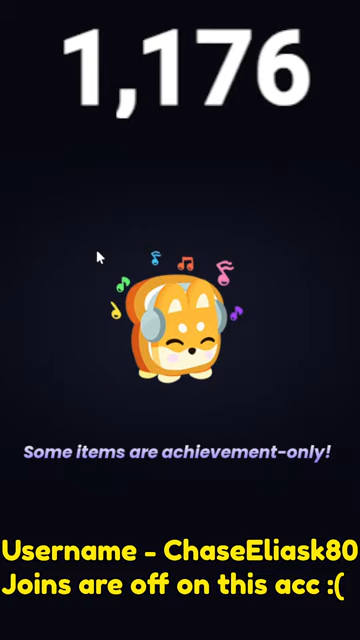 1,176
Some items are achievement-only!
Username - ChaseEliask80
Joins are off on this acc :(